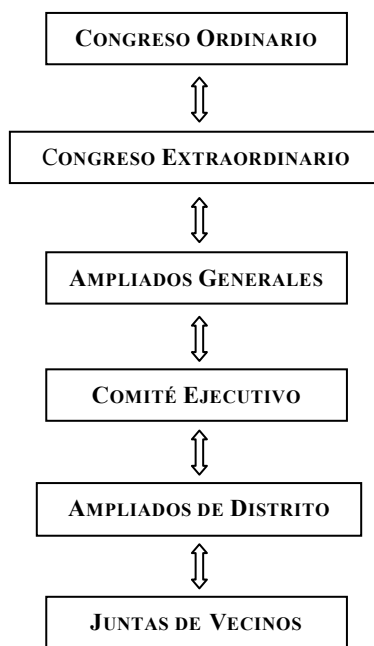 CONGRESO ORDINARIO
CONGRESO EXTRAORDINARIO
AMPLIADOS GENERALES
COMITÉ EJECUTIVO
AMPLIADOS DE DISTRITO
JUNTAS DE VECINOS